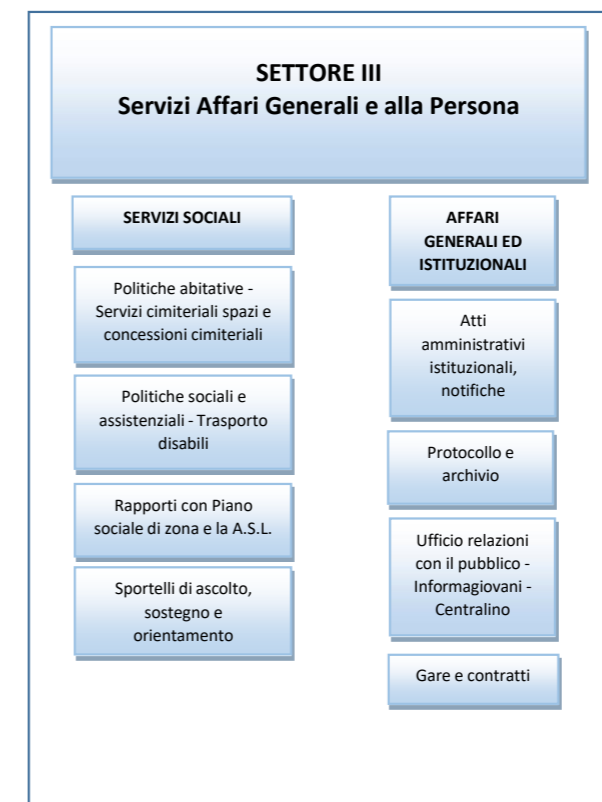 SETTORE III
Servizi Affari Generali e alla Persona
SERVIZI SOCIALI
Politiche abitative -
Servizi cimiteriali spazi e
concessioni cimiteriali
Politiche sociali e
assistenziali - Trasporto
disabili
Rapporti con Piano
sociale di zona e la A.S.L.
Sportelli di ascolto,
sostegno e
orientamento
AFFARI
GENERALI ED
ISTITUZIONALI
Atti
amministrativi
istituzionali,
notifiche
Protocollo e
archivio
Ufficio relazioni
con il pubblico -
Informagiovani -
Centralino
Gare e contratti